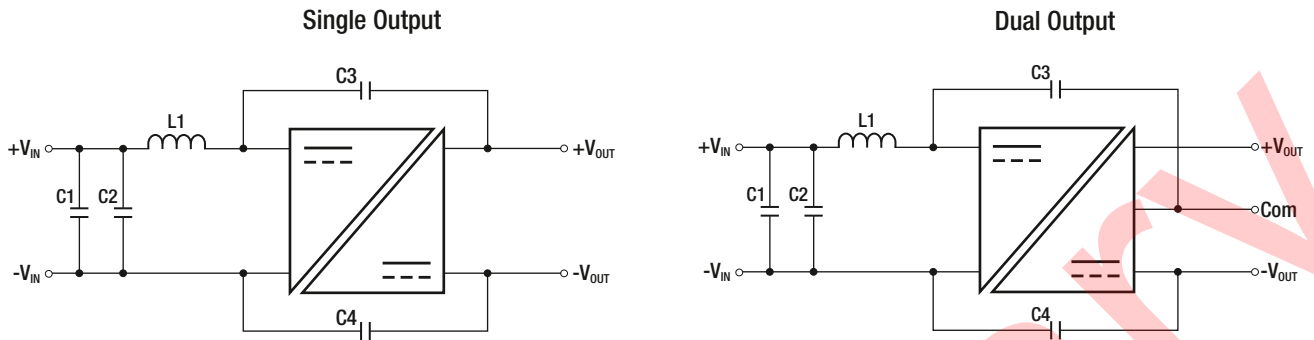 Single Output
C3
L1
+VIN
+VOUT
C1
C2
-VIN
-VOUT
C4
Dual Output
C3
L1
+VIN
+VOUT
C1
C2
Com
-VIN
-VOUT
C4